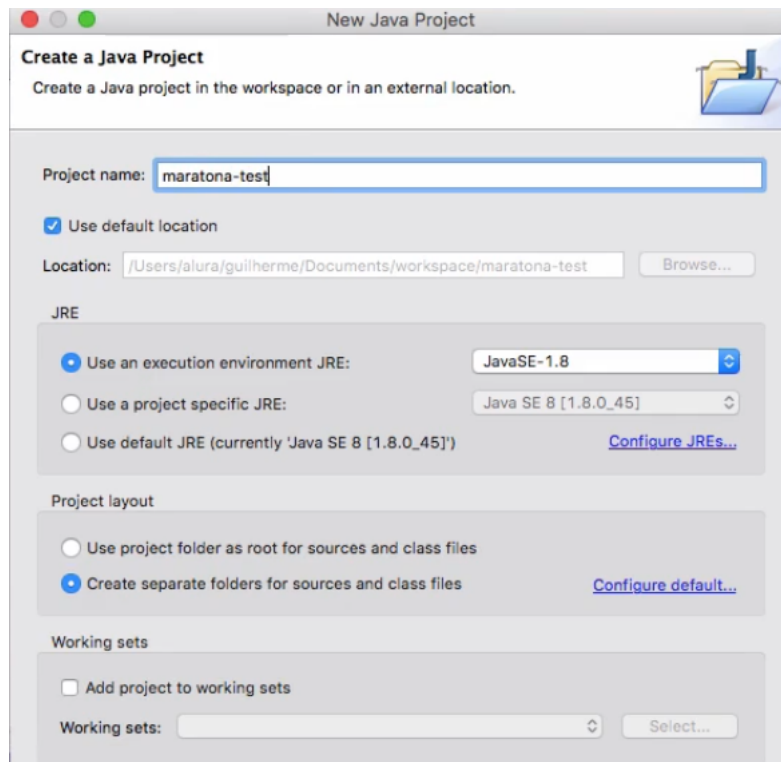 New Java Project
Create a Java Project
Create a Java project in the workspace or in an external location.
Project name: maratona-test
Use default location
Location: /Users/alura/guilherme/Documents/workspace/maratona-test Browse...
JRE
Use an execution environment JRE: JavaSE-1.8
Use a project specific JRE: Java SE 8 [1.8.0_45]
Use default JRE (currently 'Java SE 8 [1.8.0_45]') Configure JREs...
Project layout
Use project folder as root for sources and class files
Create separate folders for sources and class files Configure default...
Working sets
Add project to working sets
Working sets: Select...